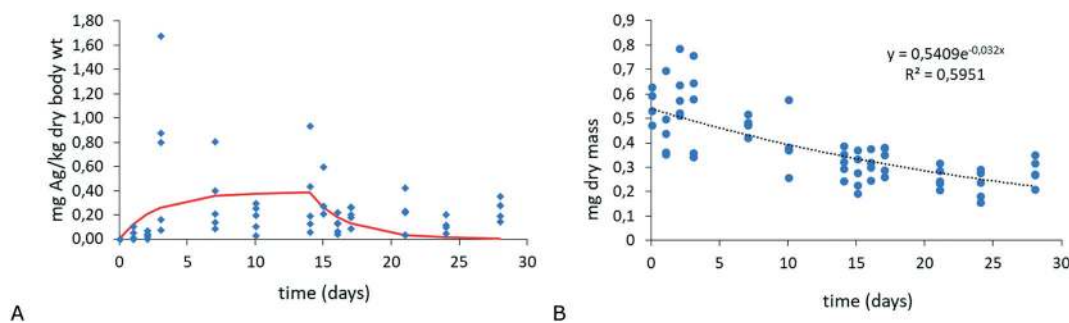 1,80
1,60
1,40
1,20
1,00
0,80
0,60
0,40
0,20
0,00
mg Ag/kg dry body wt
0 5 10 15 20 25 30
time (days)
A
0,9
0,8
0,7
0,6
0,5
0,4
0,3
0,2
0,1
0
mg dry mass
y = 0,5409e^-0,032x
R² = 0,5951
0 5 10 15 20 25 30
time (days)
B